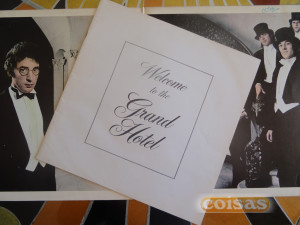 Welcome
to the
Grand
Hotel
coisas